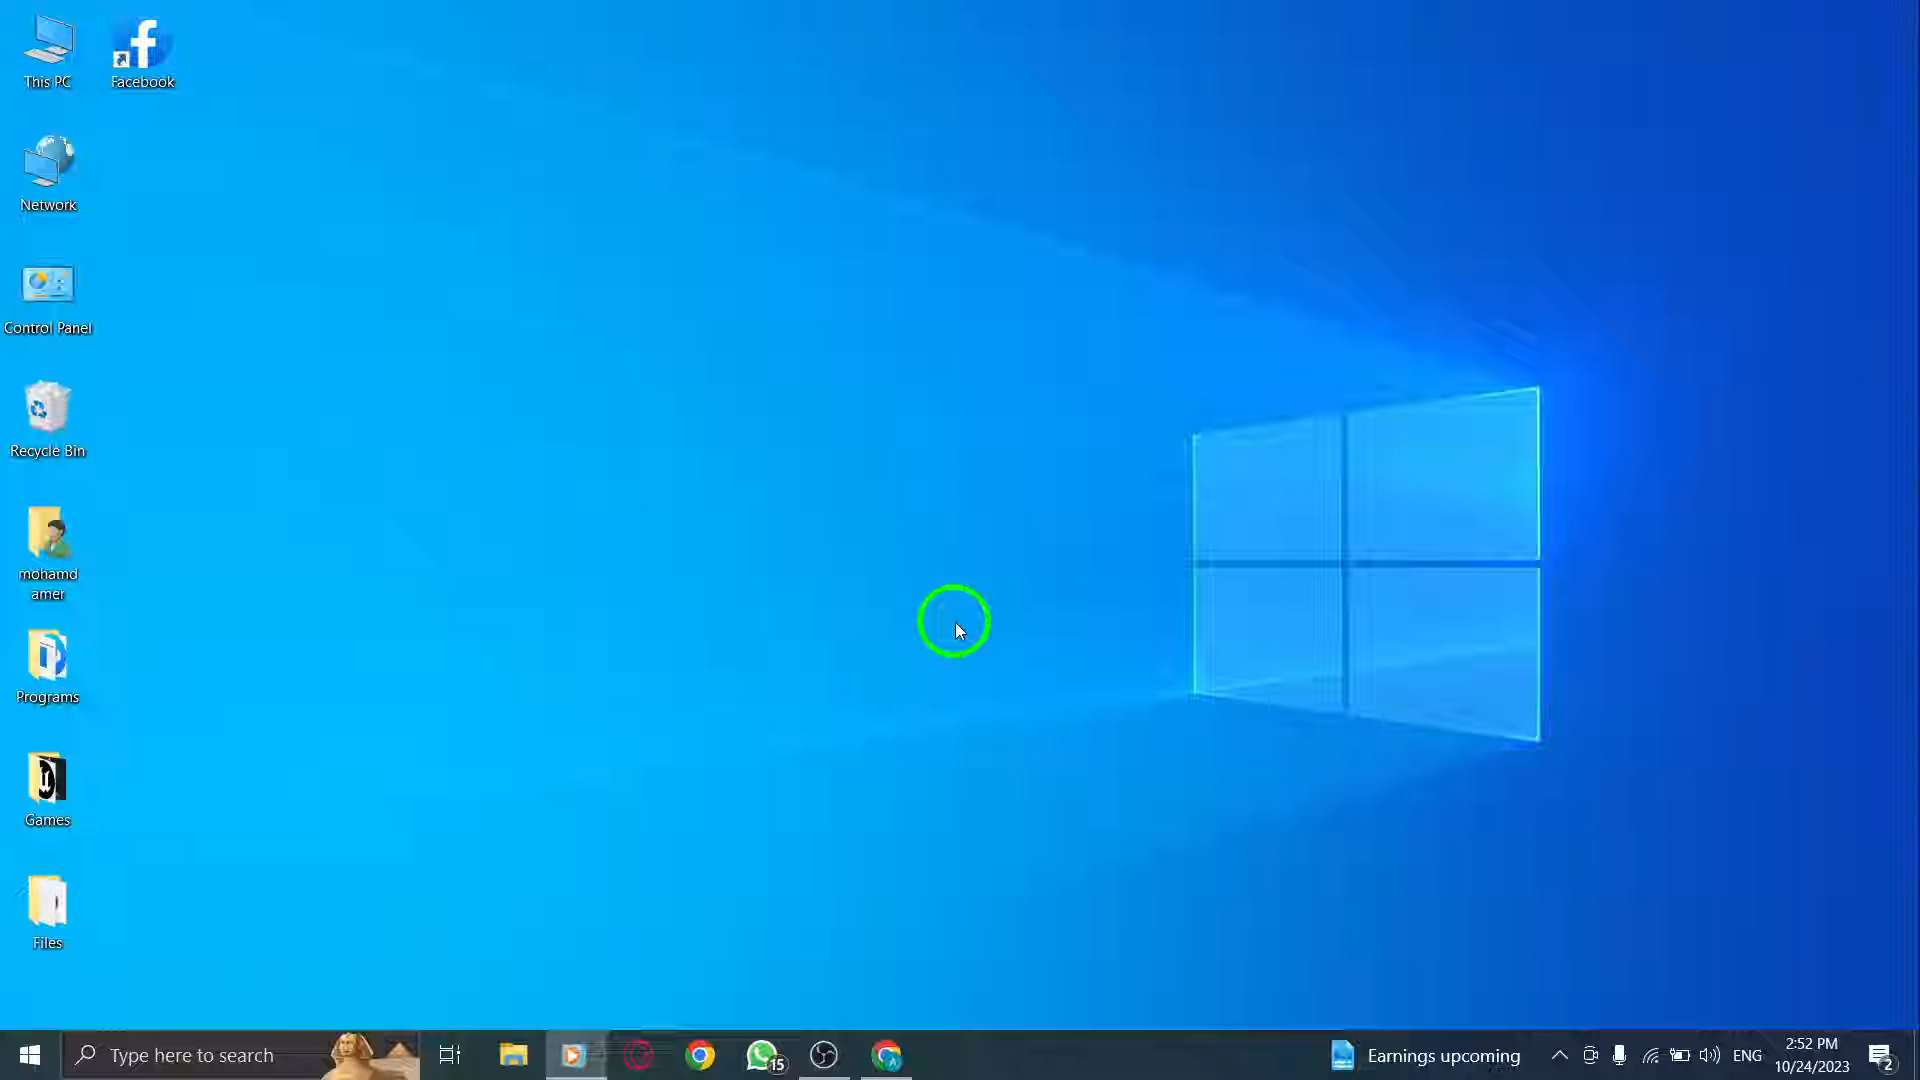 This PC
Facebook
Network
Control Panel
Recycle Bin
mohamd
amer
Programs
Games
Files
Type here to search
15
Earnings upcoming
ENG
2:52 PM
10/24/2023
2